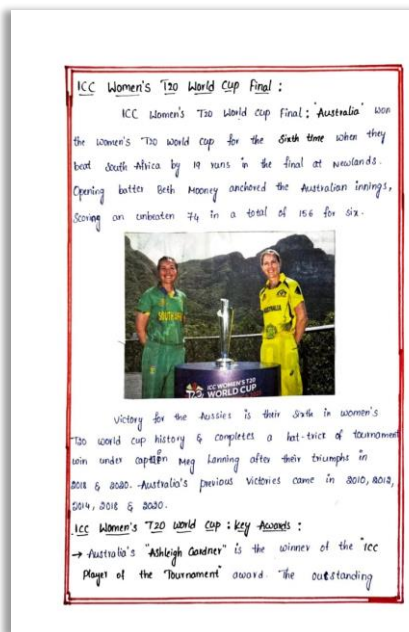 ICC Women's T20 World Cup Final :
ICC Women's T20 World Cup Final : "Australia" won
the women's T20 world cup for the sixth time when they
beat South Africa by 19 runs in the final at Newlands.
Opening batter Beth Mooney anchored the Australian innings,
Scoring an unbeaten 74 in a total of 156 for six.
SOUTH AFRICA
AUSTRALIA
ICC WOMEN'S T20
WORLD CUP
Victory for the Aussies is their sixth in women's
T20 world cup history & completes a hat-trick of tournament
win under caption Meg Lanning after their triumphs in
2018 & 2020. Australia's previous victories came in 2010, 2012,
2014, 2018 & 2020.
ICC Women's T20 World Cup : Key Awards :
→ Australia's "Ashleigh Gardner" is the winner of the "ICC
Player of the Tournament" award. The outstanding